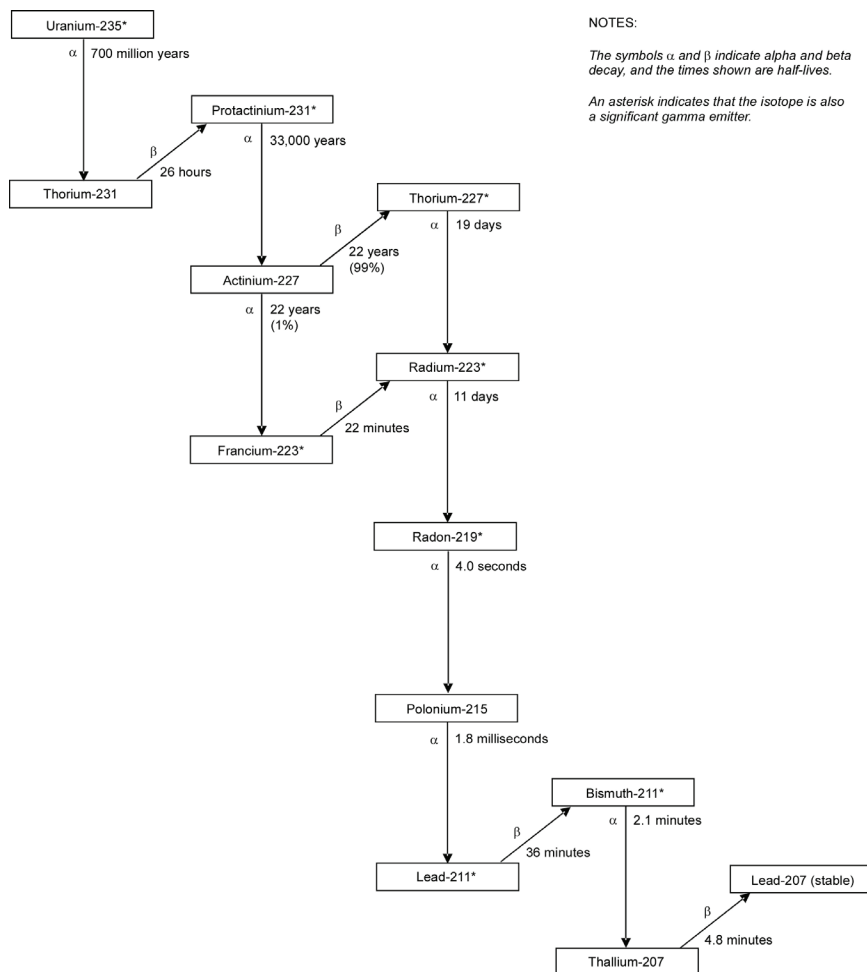 Uranium-235*
α 700 million years
NOTES:
The symbols α and β indicate alpha and beta
decay, and the times shown are half-lives.
An asterisk indicates that the isotope is also
a significant gamma emitter.
Protactinium-231*
β
26 hours
α 33,000 years
Thorium-231
Thorium-227*
β
22 years
(99%)
α 19 days
Actinium-227
α 22 years
(1%)
Radium-223*
β
22 minutes
α 11 days
Francium-223*
Radon-219*
α 4.0 seconds
Polonium-215
α 1.8 milliseconds
Bismuth-211*
β
36 minutes
α 2.1 minutes
Lead-211*
Lead-207 (stable)
β
4.8 minutes
Thallium-207